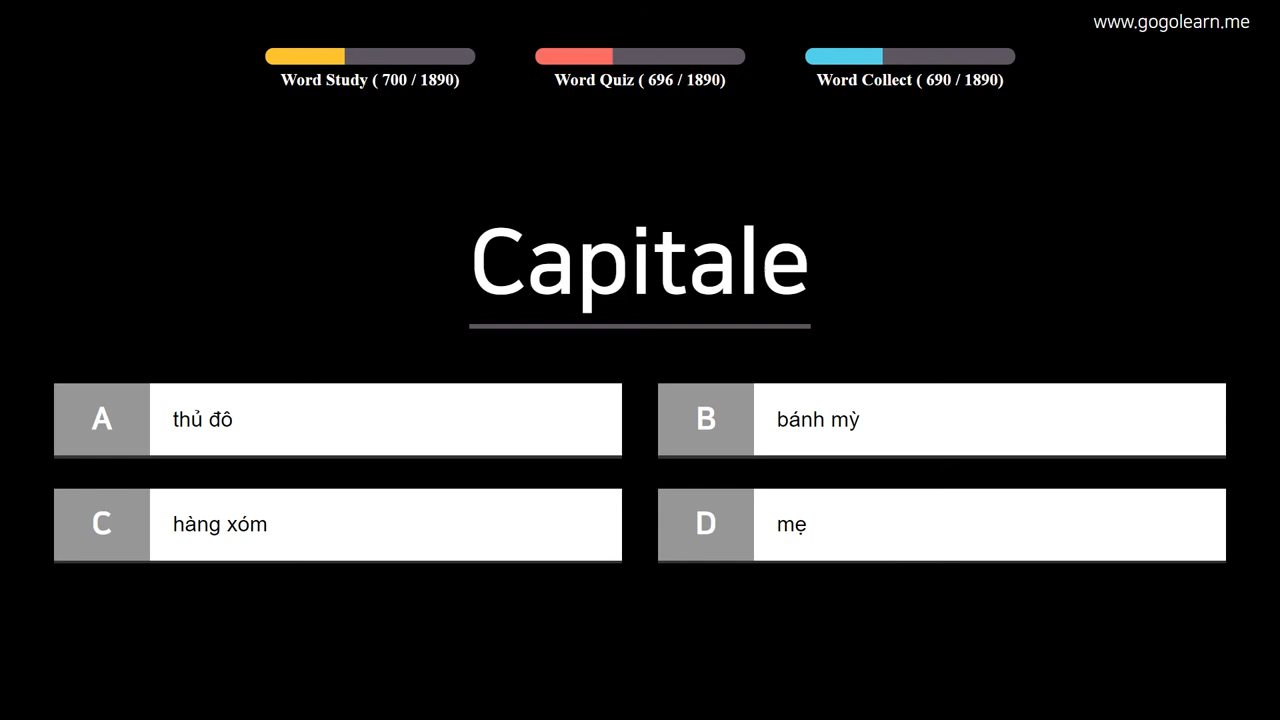 www.gogolearn.me
Word Study ( 700 / 1890)
Word Quiz ( 696 / 1890)
Word Collect ( 690 / 1890)
Capitale
A thủ đô
B bánh mỳ
C hàng xóm
D mẹ